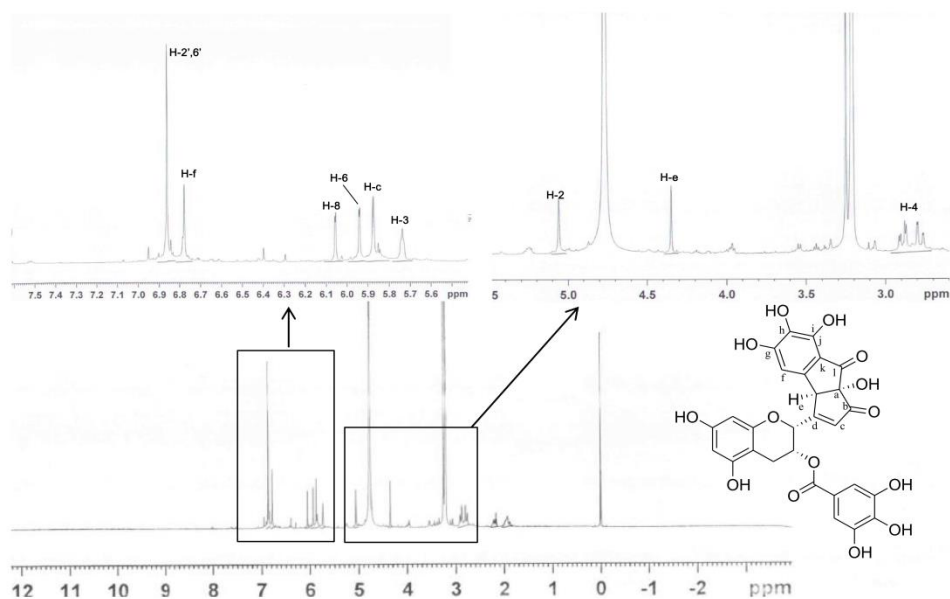 H-2',6'
H-f
H-6
H-8
H-c
H-3
7.5 7.4 7.3 7.2 7.1 7.0 6.9 6.8 6.7 6.6 6.5 6.4 6.3 6.2 6.1 6.0 5.9 5.8 5.7 5.6 ppm
H-2
H-e
H-4
5 5.0 4.5 4.0 3.5 3.0 ppm
HO OH
h i
HO g j O
f k l
a OH
H e b O
d c
HO O
OH O
O OH
OH
OH
12 11 10 9 8 7 6 5 4 3 2 1 0 -1 -2 ppm